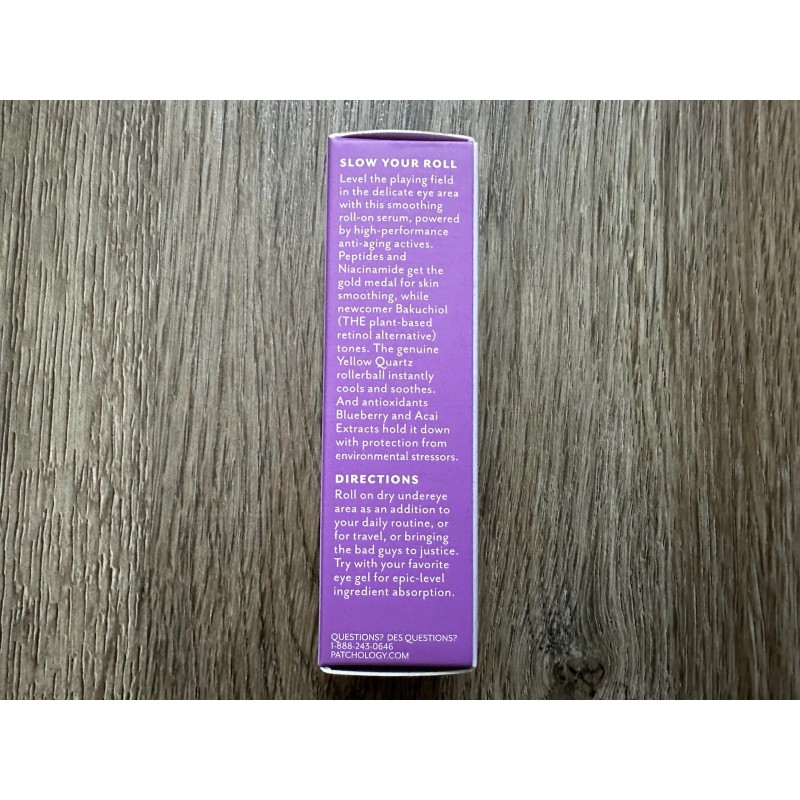 SLOW YOUR ROLL
Level the playing field
in the delicate eye area
with this smoothing
roll-on serum, powered
by high-performance
anti-aging actives.
Peptides and
Niacinamide get the
gold medal for skin
smoothing, while
newcomer Bakuchiol
(THE plant-based
retinol alternative)
tones. The genuine
Yellow Quartz
rollerball instantly
cools and soothes.
And antioxidants
Blueberry and Acai
Extracts hold it down
with protection from
environmental stressors.
DIRECTIONS
Roll on dry undereye
area as an addition to
your daily routine, or
for travel, or bringing
the bad guys to justice.
Try with your favorite
eye gel for epic-level
ingredient absorption.
QUESTIONS? DES QUESTIONS?
1-888-243-0646
PATCHOLOGY.COM